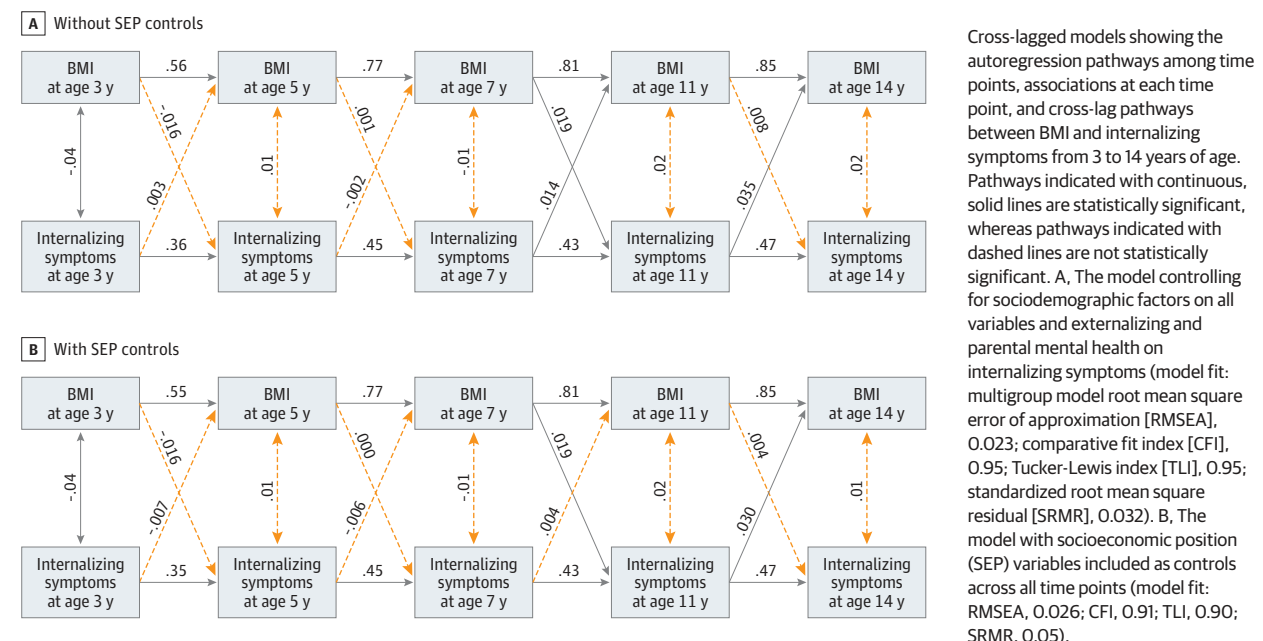 A Without SEP controls
BMI
at age 3 y
.56
BMI
at age 5 y
.77
BMI
at age 7 y
.81
BMI
at age 11 y
.85
BMI
at age 14 y
-.016
.001
.019
.008
-.04
.01
-.01
.02
.02
.003
-.002
.014
.035
Internalizing
symptoms
at age 3 y
.36
Internalizing
symptoms
at age 5 y
.45
Internalizing
symptoms
at age 7 y
.43
Internalizing
symptoms
at age 11 y
.47
Internalizing
symptoms
at age 14 y
B With SEP controls
BMI
at age 3 y
.55
BMI
at age 5 y
.77
BMI
at age 7 y
.81
BMI
at age 11 y
.85
BMI
at age 14 y
-.016
.000
.019
.004
-.04
.01
-.01
.02
.01
-.007
-.006
.004
.030
Internalizing
symptoms
at age 3 y
.35
Internalizing
symptoms
at age 5 y
.45
Internalizing
symptoms
at age 7 y
.43
Internalizing
symptoms
at age 11 y
.47
Internalizing
symptoms
at age 14 y
Cross-lagged models showing the
autoregression pathways among time
points, associations at each time
point, and cross-lag pathways
between BMI and internalizing
symptoms from 3 to 14 years of age.
Pathways indicated with continuous,
solid lines are statistically significant,
whereas pathways indicated with
dashed lines are not statistically
significant. A, The model controlling
for sociodemographic factors on all
variables and externalizing and
parental mental health on
internalizing symptoms (model fit:
multigroup model root mean square
error of approximation [RMSEA],
0.023; comparative fit index [CFI],
0.95; Tucker-Lewis index [TLI], 0.95;
standardized root mean square
residual [SRMR], 0.032). B, The
model with socioeconomic position
(SEP) variables included as controls
across all time points (model fit:
RMSEA, 0.026; CFI, 0.91; TLI, 0.90;
SRMR, 0.05).